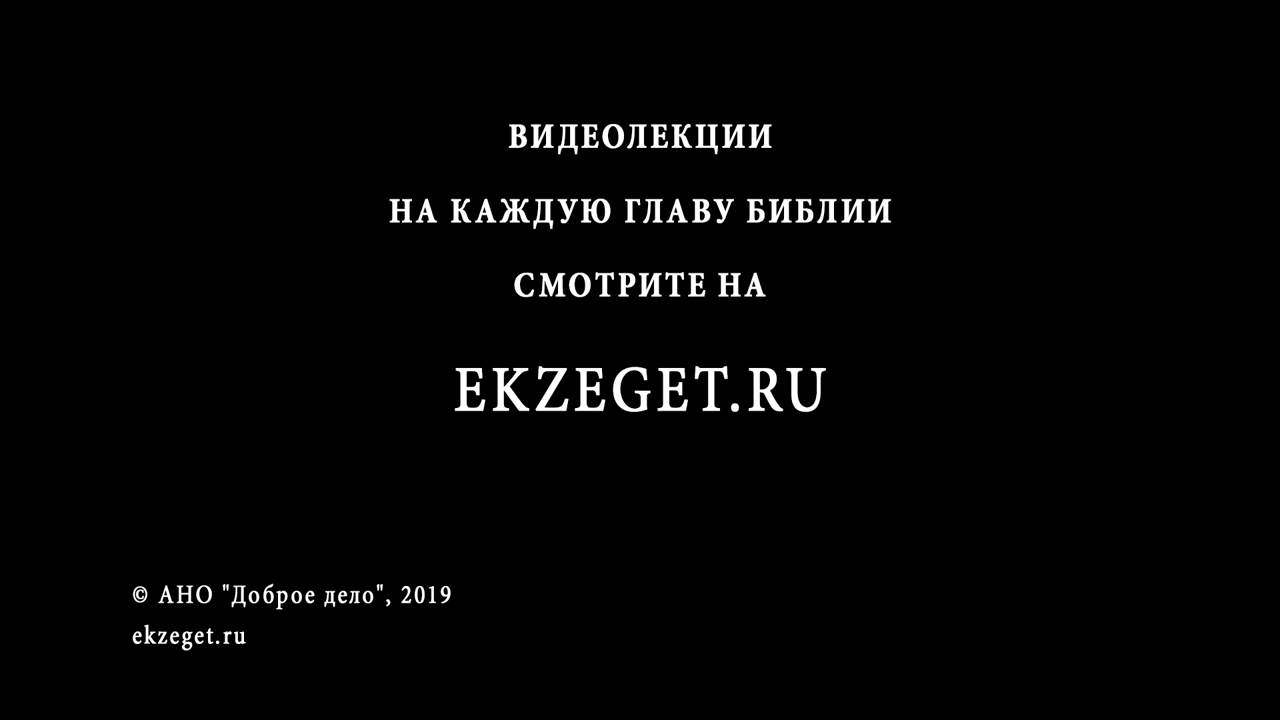 ВИДЕОЛЕКЦИИ
НА КАЖДУЮ ГЛАВУ БИБЛИИ
СМОТРИТЕ НА
EKZEGET.RU
© АНО "Доброе дело", 2019
ekzeget.ru